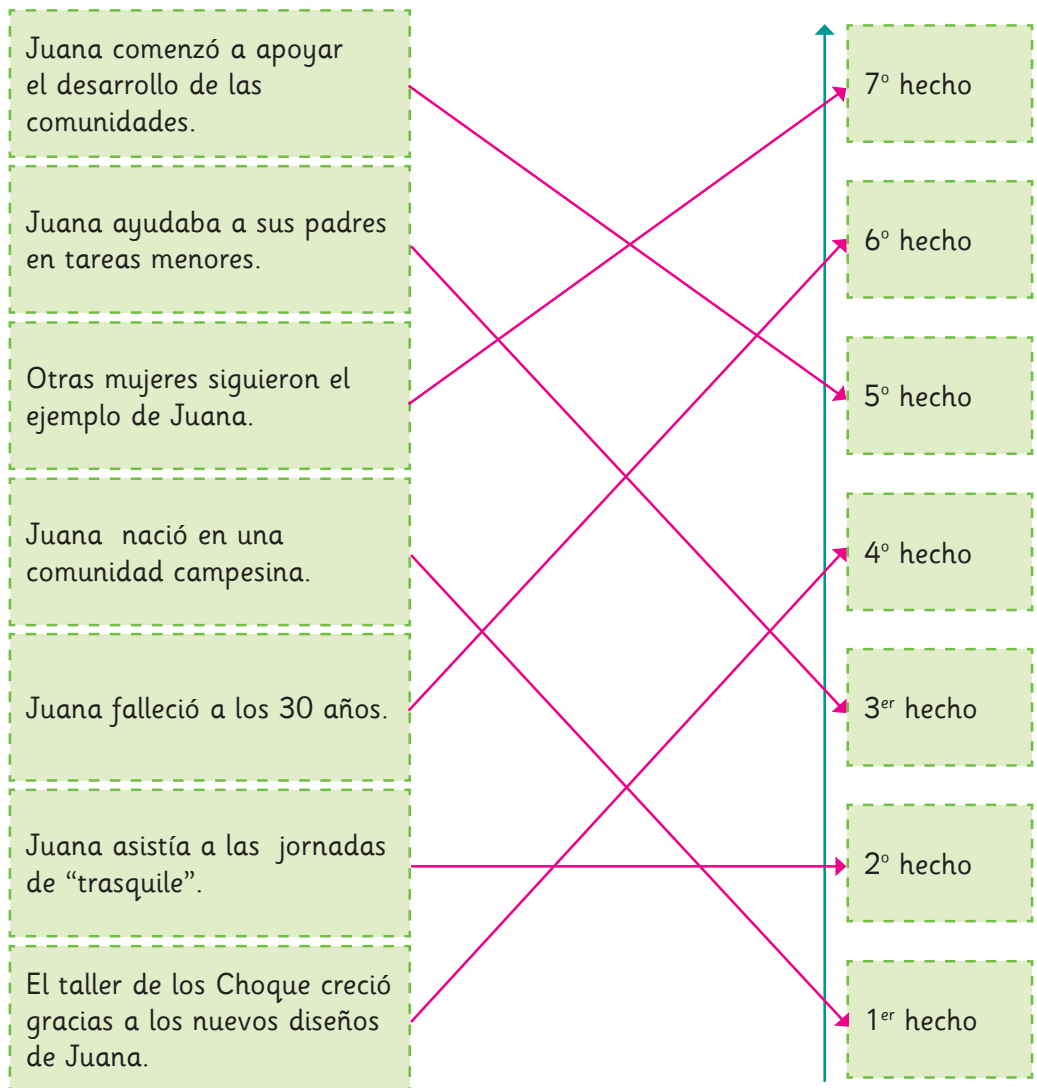 Juana comenzó a apoyar
el desarrollo de las
comunidades.
Juana ayudaba a sus padres
en tareas menores.
Otras mujeres siguieron el
ejemplo de Juana.
Juana nació en una
comunidad campesina.
Juana falleció a los 30 años.
Juana asistía a las jornadas
de “trasquile”.
El taller de los Choque creció
gracias a los nuevos diseños
de Juana.
7º hecho
6º hecho
5º hecho
4º hecho
3er hecho
2º hecho
1er hecho